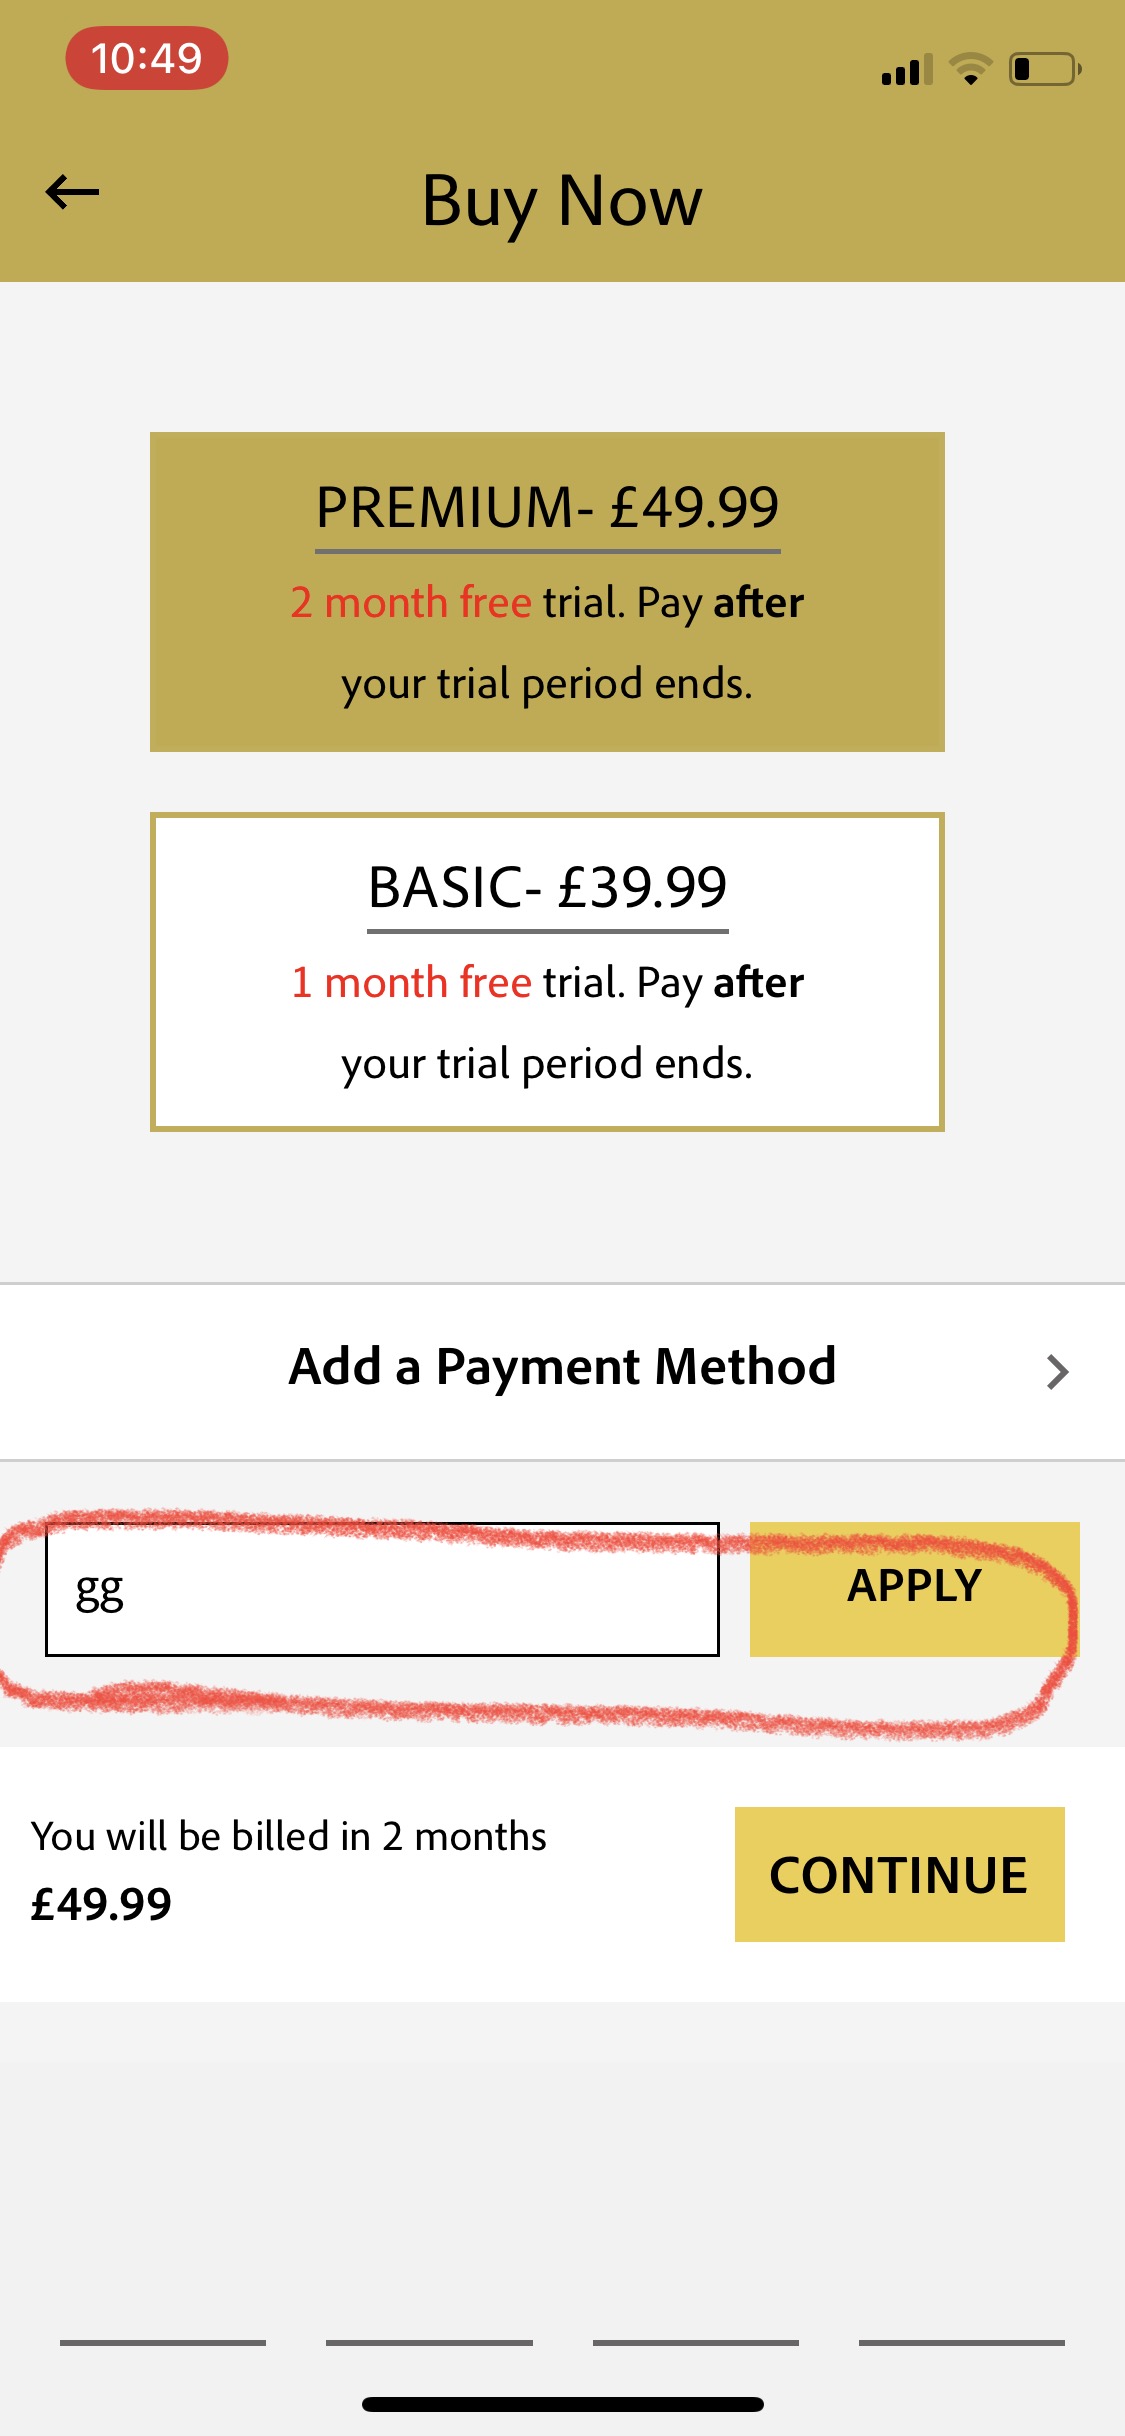 10:49
Buy Now
PREMIUM- £49.99
2 month free trial. Pay after
your trial period ends.
BASIC- £39.99
1 month free trial. Pay after
your trial period ends.
Add a Payment Method
gg
APPLY
You will be billed in 2 months
£49.99
CONTINUE